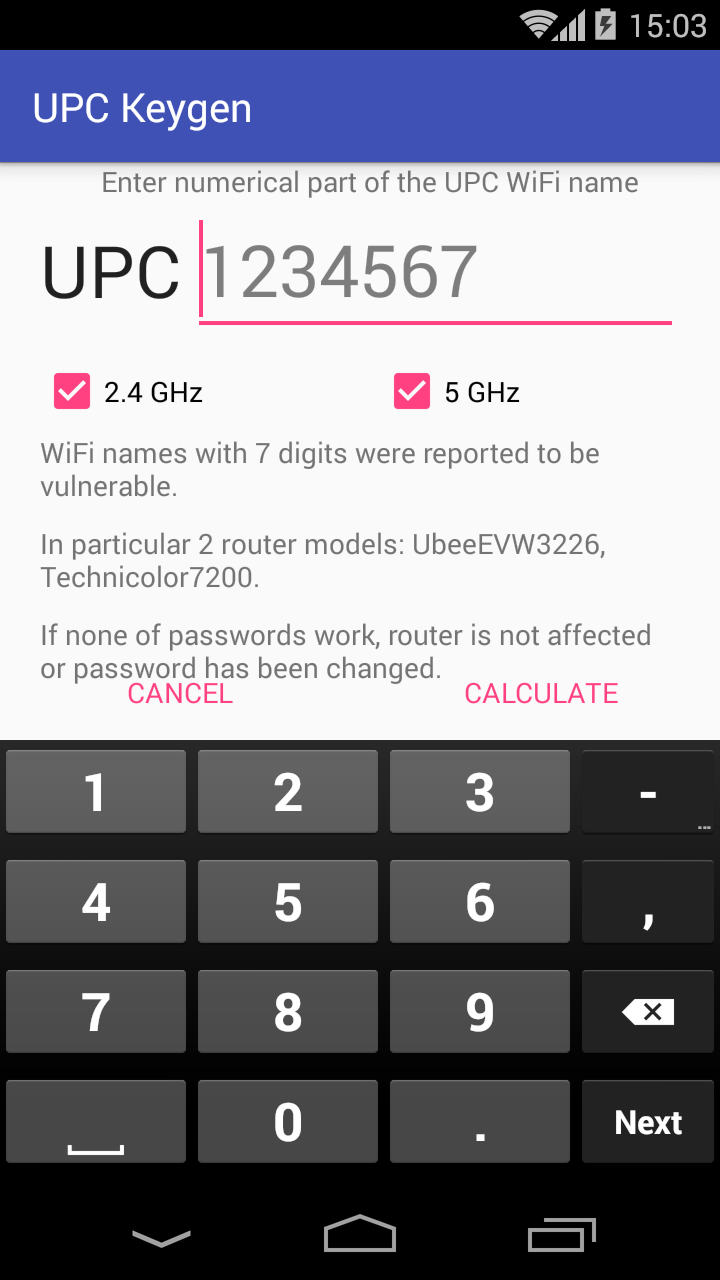 15:03
UPC Keygen
Enter numerical part of the UPC WiFi name
UPC 1234567
2.4 GHz 5 GHz
WiFi names with 7 digits were reported to be
vulnerable.
In particular 2 router models: UbeeEVW3226,
Technicolor7200.
If none of passwords work, router is not affected
or password has been changed.
CANCEL CALCULATE
1 2 3 -
...
4 5 6 ,
7 8 9
0 . Next